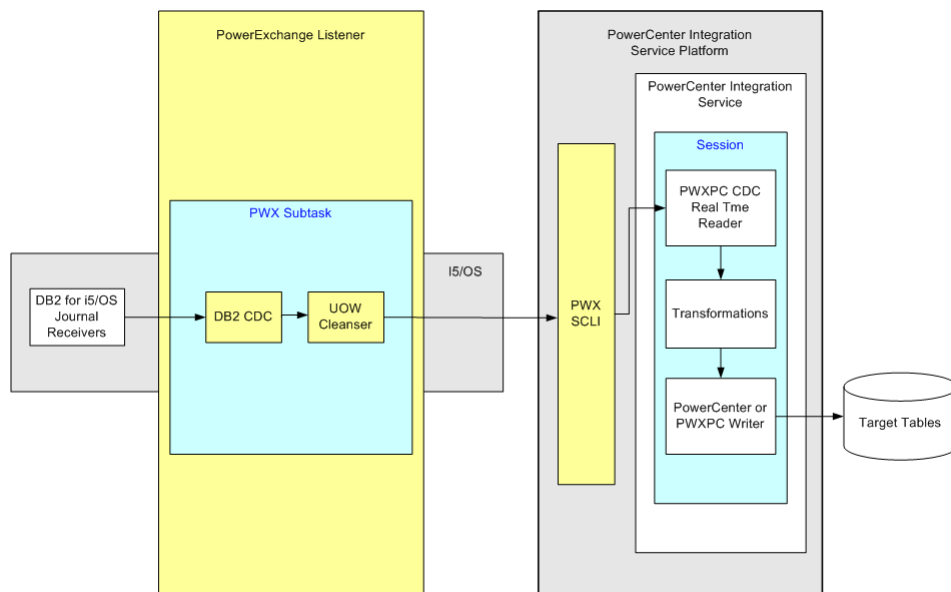 PowerExchange Listener
PWX Subtask
I5/OS
DB2 for i5/OS
Journal
Receivers
DB2 CDC
UOW
Cleanser
PowerCenter Integration
Service Platform
PowerCenter Integration
Service
Session
PWX
SCLI
PWXPC CDC
Real Tme
Reader
Transformations
PowerCenter or
PWXPC Writer
Target Tables